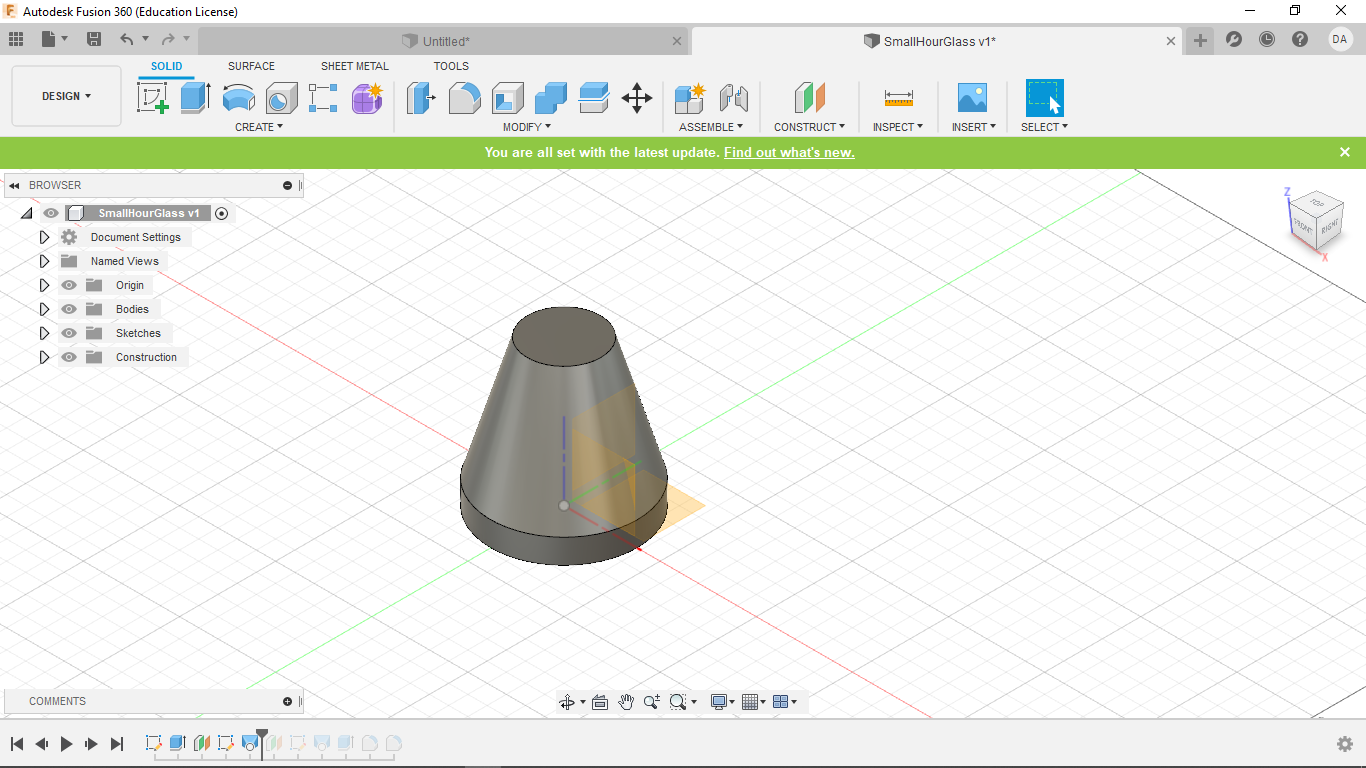 Autodesk Fusion 360 (Education License)
Untitled*
SmallHourGlass v1*
DA
DESIGN
SOLID SURFACE SHEET METAL TOOLS
CREATE MODIFY ASSEMBLE CONSTRUCT INSPECT INSERT SELECT
You are all set with the latest update. Find out what's new.
BROWSER
SmallHourGlass v1
Document Settings
Named Views
Origin
Bodies
Sketches
Construction
Z
TOP
FRONT RIGHT
X
COMMENTS